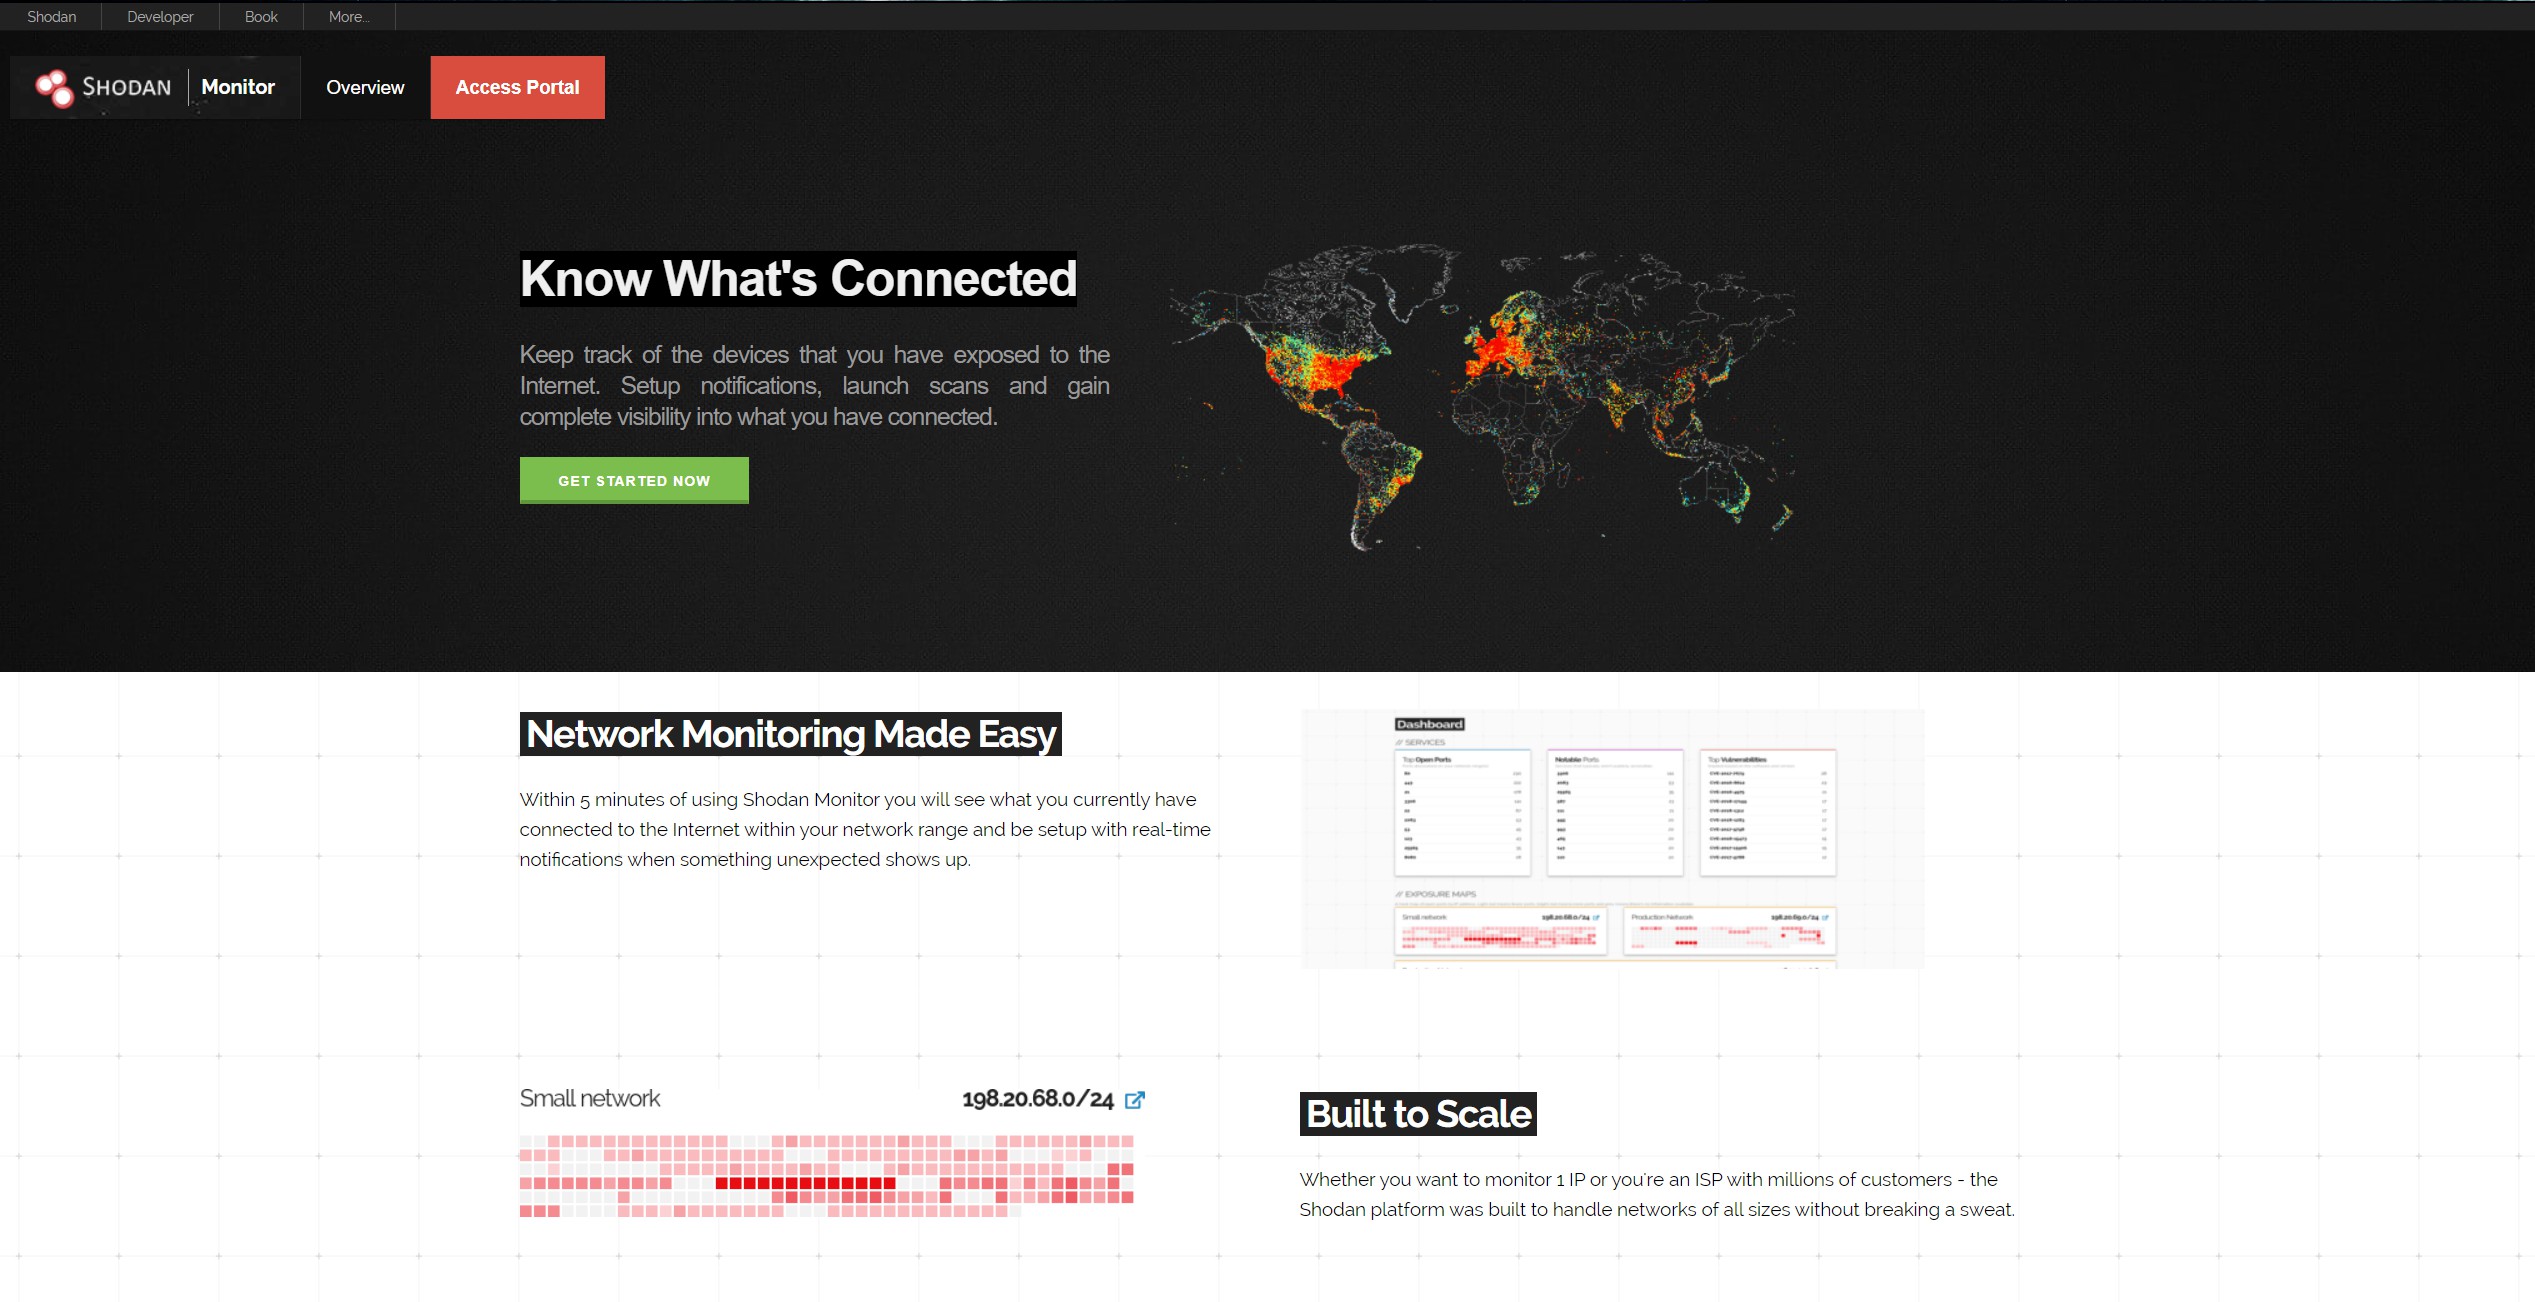 Shodan
Developer
Book
More...
SHODAN
Monitor
Overview
Access Portal
Know What's Connected
Keep track of the devices that you have exposed to the
Internet. Setup notifications, launch scans and gain
complete visibility into what you have connected.
GET STARTED NOW
Network Monitoring Made Easy
Within 5 minutes of using Shodan Monitor you will see what you currently have
connected to the Internet within your network range and be setup with real-time
notifications when something unexpected shows up.
Dashboard
// SERVICES
Top Open Ports
Notable Ports
Top Vulnerabilities
// EXPOSURE MAPS
Small network
198.20.68.0/24
Production Network
198.20.69.0/24
Small network
198.20.68.0/24
Built to Scale
Whether you want to monitor 1 IP or you're an ISP with millions of customers - the
Shodan platform was built to handle networks of all sizes without breaking a sweat.